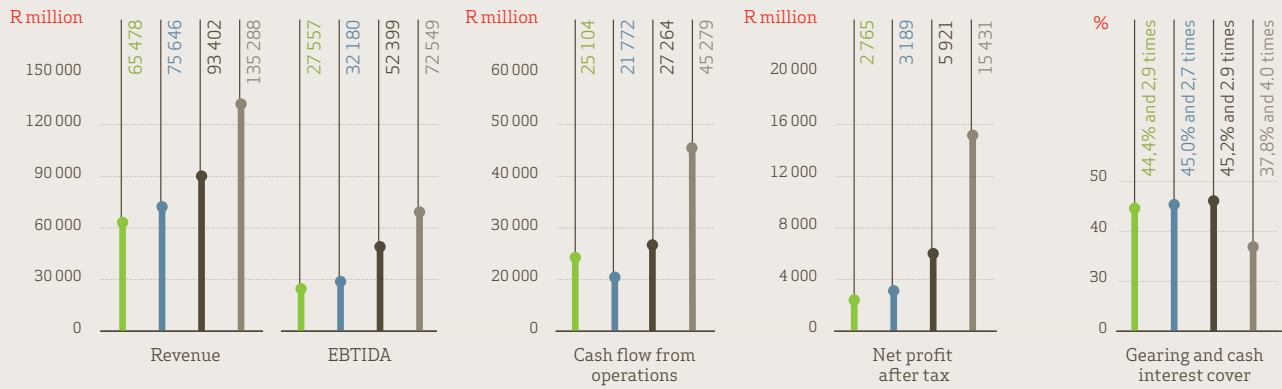 R million
150 000
120 000
90 000
60 000
30 000
0
65 478
75 646
93 402
135 288
Revenue
27 557
32 180
52 399
72 549
EBTIDA
R million
60 000
50 000
40 000
30 000
20 000
0
25 104
21 772
27 264
45 279
Cash flow from
operations
R million
20 000
16 000
12 000
8 000
4 000
0
2 765
3 189
5 921
15 431
Net profit
after tax
%
50
40
30
0
44,4% and 2,9 times
45,0% and 2,7 times
45,2% and 2.9 times
37,8% and 4.0 times
Gearing and cash
interest cover